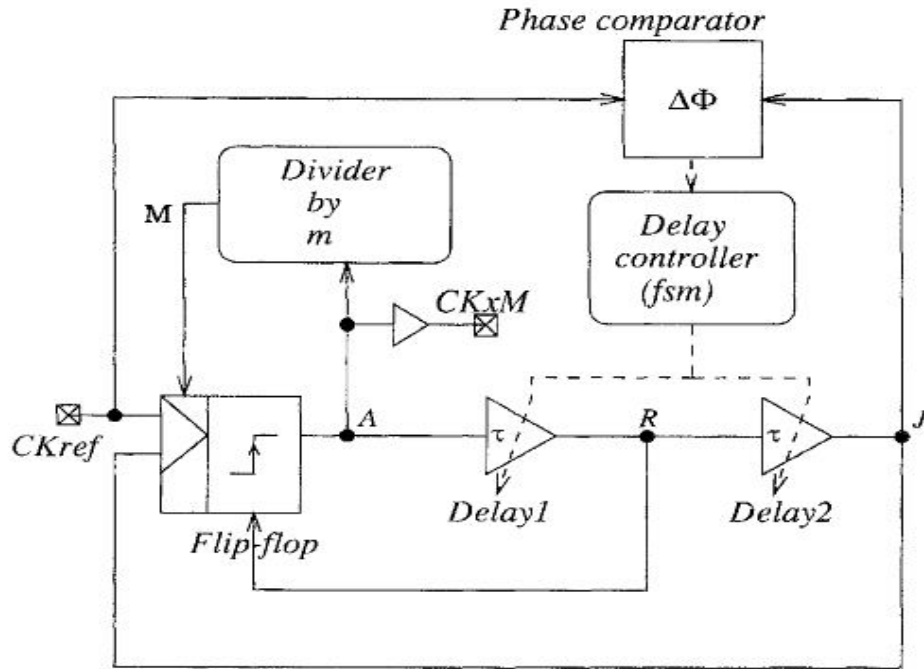 Phase comparator
ΔΦ
Divider
by
m
M
Delay
controller
(fsm)
CKxM
CKref
A
τ
R
τ
J
Delay1
Delay2
Flip-flop